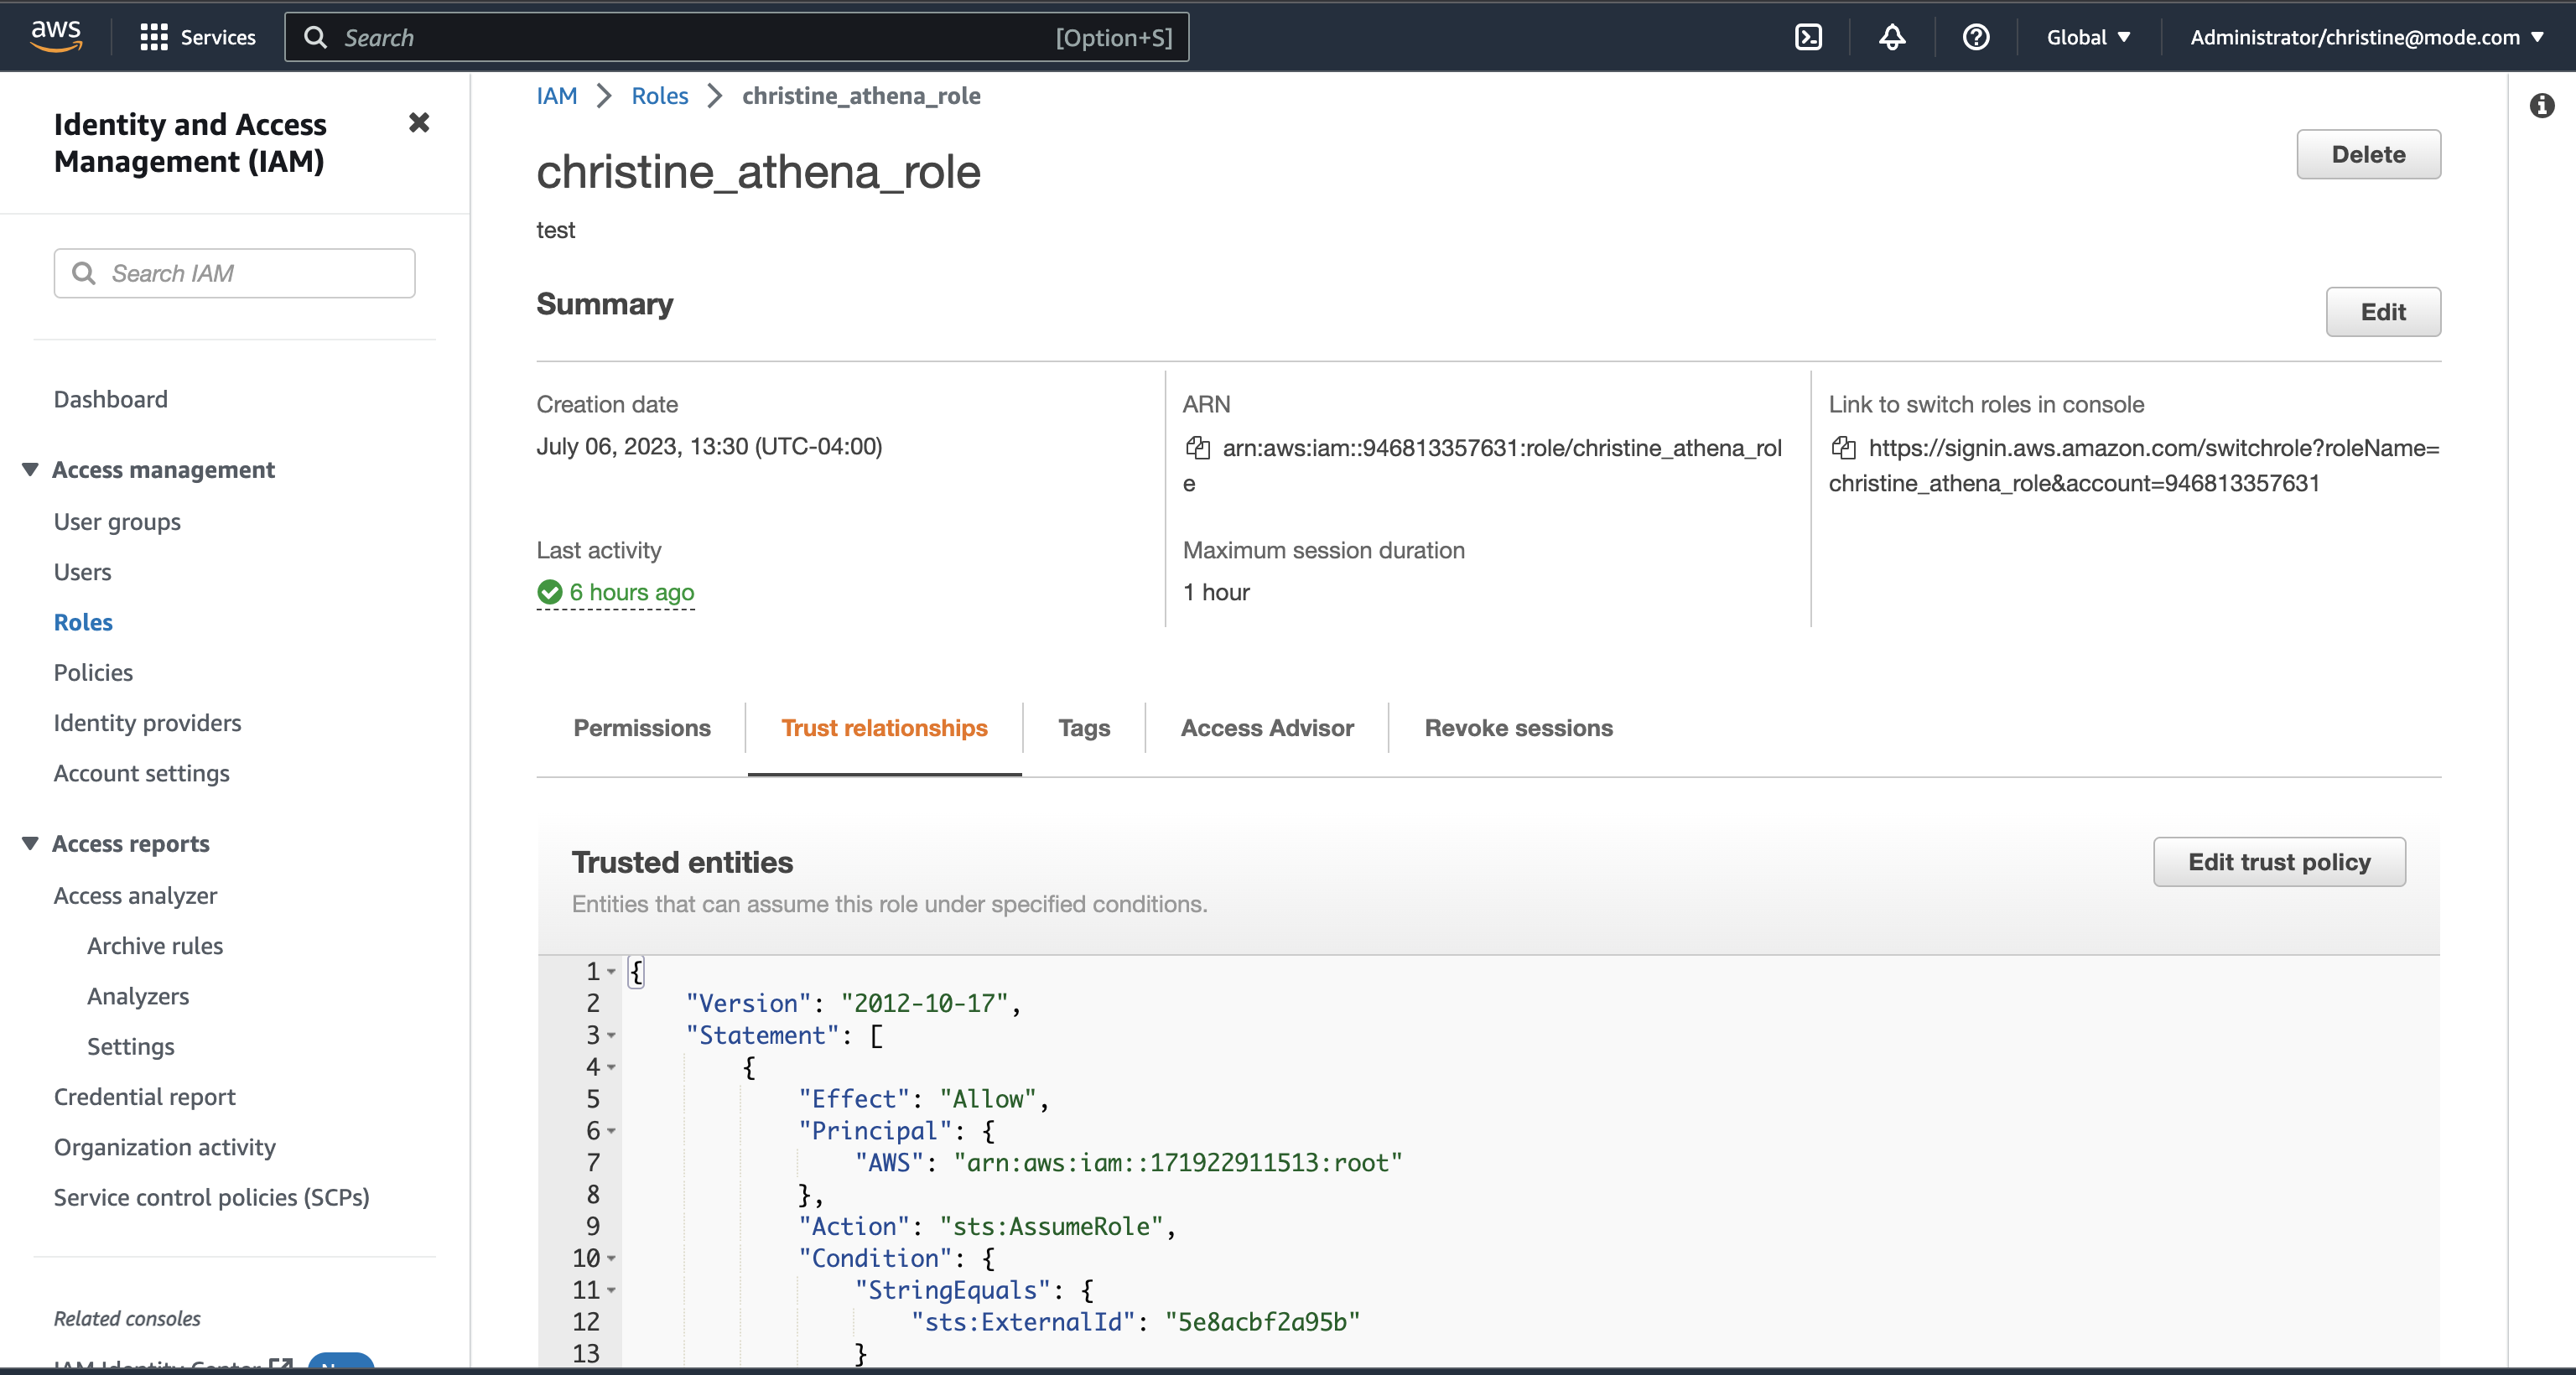 aws
Services
Search
[Option+S]
Global
Administrator/christine@mode.com
Identity and Access
Management (IAM)
Search IAM
Dashboard
Access management
User groups
Users
Roles
Policies
Identity providers
Account settings
Access reports
Access analyzer
Archive rules
Analyzers
Settings
Credential report
Organization activity
Service control policies (SCPs)
Related consoles
IAM Identity Center
IAM > Roles > christine_athena_role
christine_athena_role
Delete
test
Summary
Edit
Creation date
July 06, 2023, 13:30 (UTC-04:00)
Last activity
6 hours ago
ARN
arn:aws:iam::946813357631:role/christine_athena_rol
e
Maximum session duration
1 hour
Link to switch roles in console
https://signin.aws.amazon.com/switchrole?roleName=
christine_athena_role&account=946813357631
Permissions
Trust relationships
Tags
Access Advisor
Revoke sessions
Trusted entities
Edit trust policy
Entities that can assume this role under specified conditions.
1 {
2 "Version": "2012-10-17",
3 "Statement": [
4 {
5 "Effect": "Allow",
6 "Principal": {
7 "AWS": "arn:aws:iam::171922911513:root"
8 },
9 "Action": "sts:AssumeRole",
10 "Condition": {
11 "StringEquals": {
12 "sts:ExternalId": "5e8acbf2a95b"
13 }